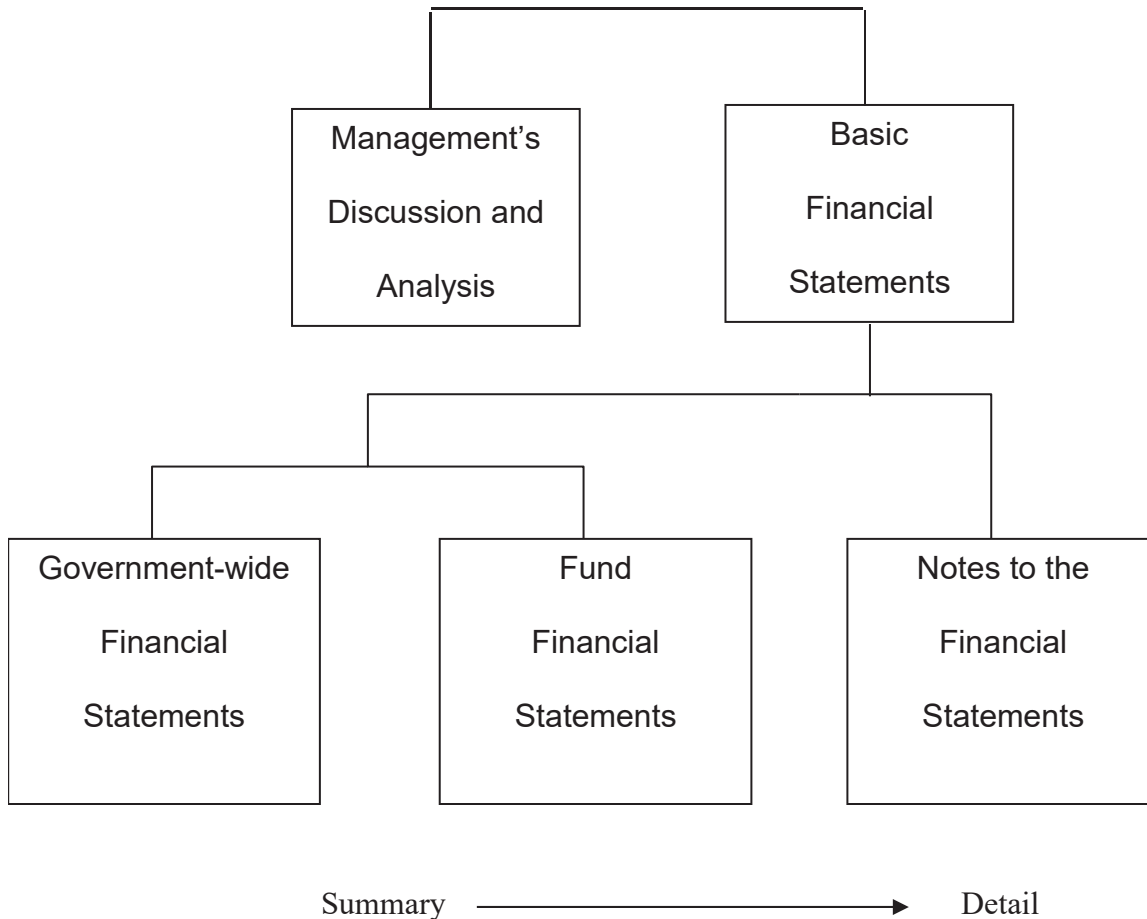 Management’s
Discussion and
Analysis
Basic
Financial
Statements
Government-wide
Financial
Statements
Fund
Financial
Statements
Notes to the
Financial
Statements
Summary
Detail